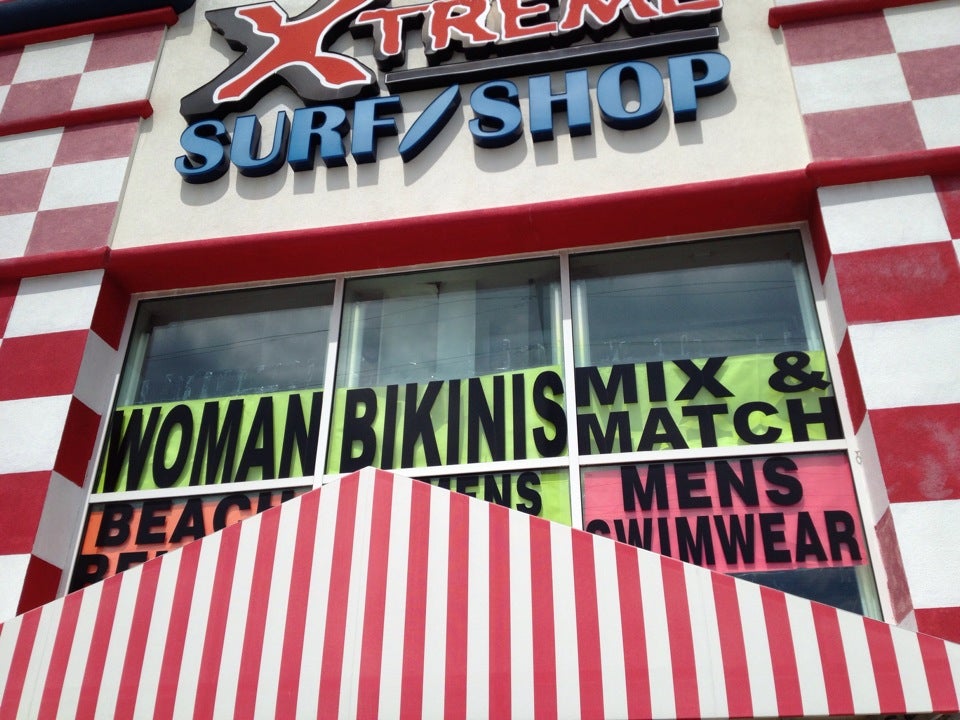 XTREME
SURF/SHOP
WOMAN
BIKINIS
MIX &
MATCH
BEACH
MENS
MENS
SWIMWEAR